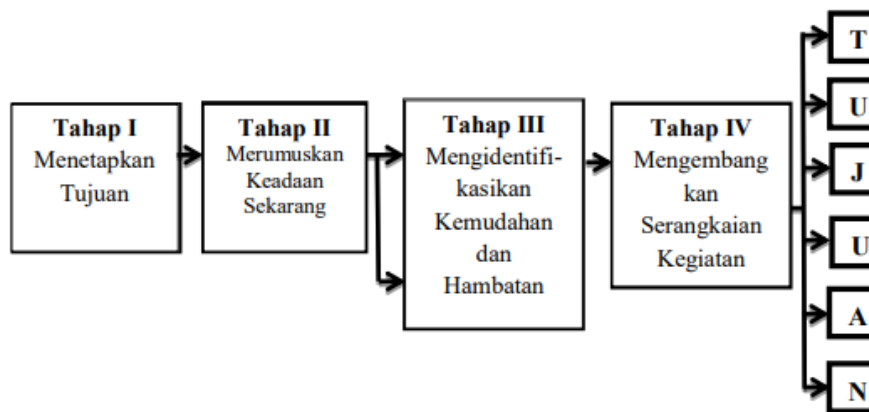 Tahap I
Menetapkan
Tujuan
Tahap II
Merumuskan
Keadaan
Sekarang
Tahap III
Mengidentifi-
kasikan
Kemudahan
dan
Hambatan
Tahap IV
Mengembang
kan
Serangkaian
Kegiatan
T
U
J
U
A
N